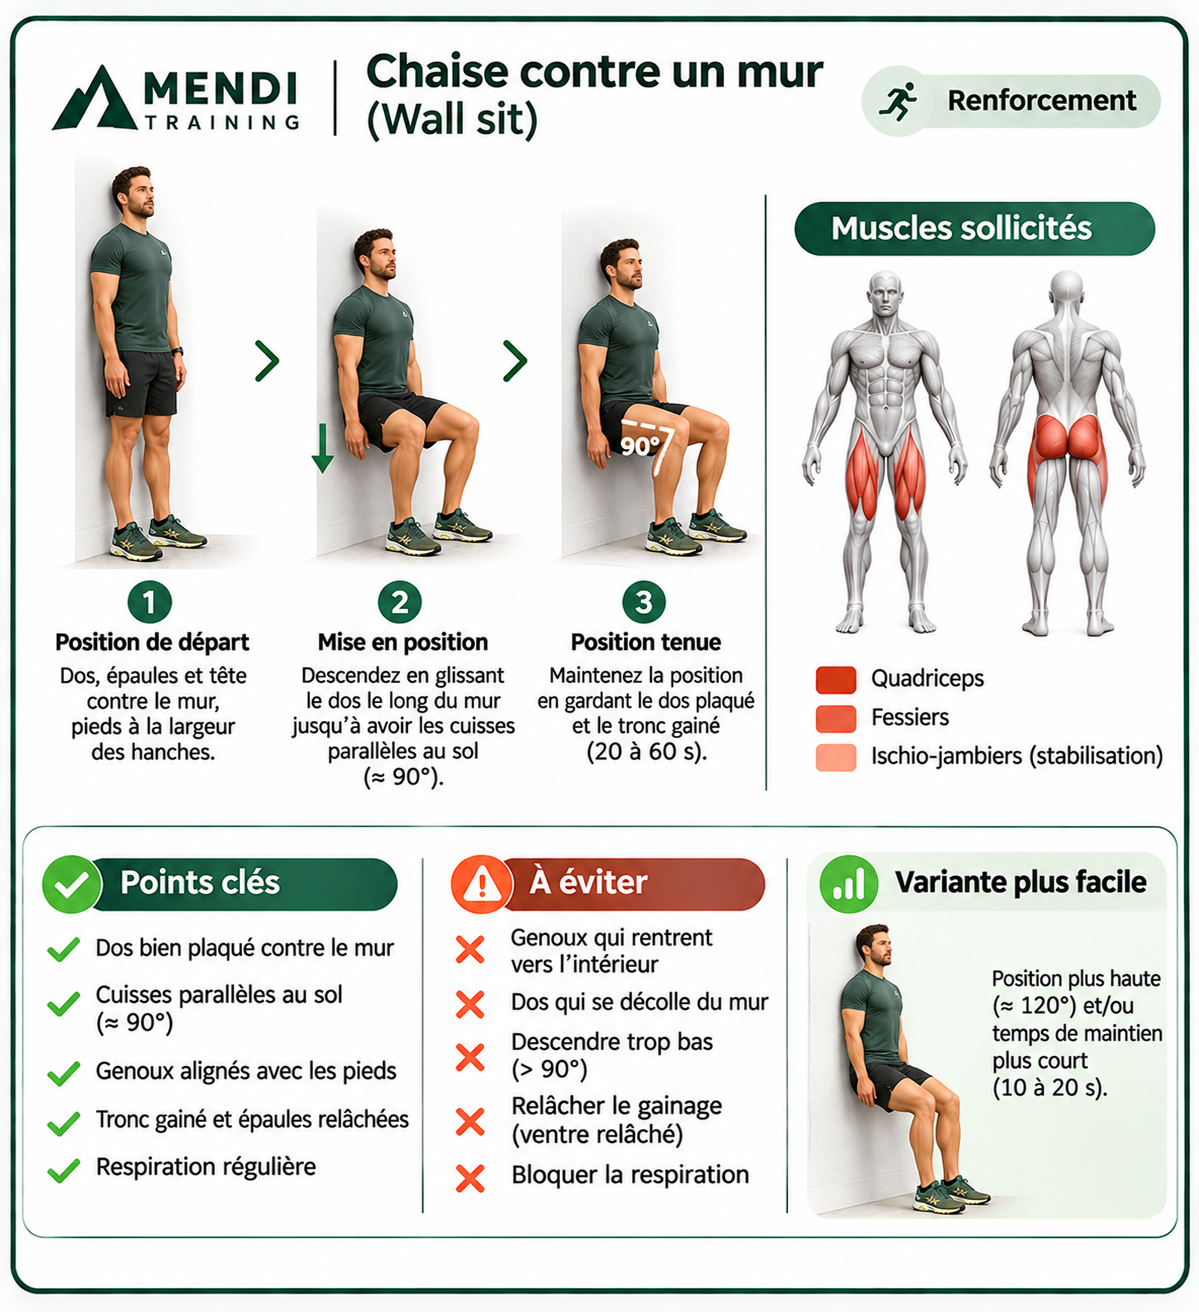 MENDI
TRAINING
Chaise contre un mur
(Wall sit)
Renforcement
90°
1
Position de départ
Dos, épaules et tête
contre le mur,
pieds à la largeur
des hanches.
2
Mise en position
Descendez en glissant
le dos le long du mur
jusqu'à avoir les cuisses
parallèles au sol
(≈ 90°).
3
Position tenue
Maintenez la position
en gardant le dos plaqué
et le tronc gainé
(20 à 60 s).
Muscles sollicités
Quadriceps
Fessiers
Ischio-jambiers (stabilisation)
Points clés
Dos bien plaqué contre le mur
Cuisses parallèles au sol
(≈ 90°)
Genoux alignés avec les pieds
Tronc gainé et épaules relâchées
Respiration régulière
À éviter
Genoux qui rentrent
vers l'intérieur
Dos qui se décolle du mur
Descendre trop bas
(> 90°)
Relâcher le gainage
(ventre relâché)
Bloquer la respiration
Variante plus facile
Position plus haute
(≈ 120°) et/ou
temps de maintien
plus court
(10 à 20 s).